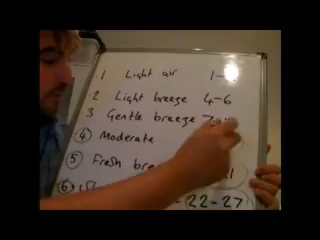 1 Light air 1-
2 Light breeze 4-6
3 Gentle breeze 7
4 Moderate
5 Fresh 1
6 - 22-27